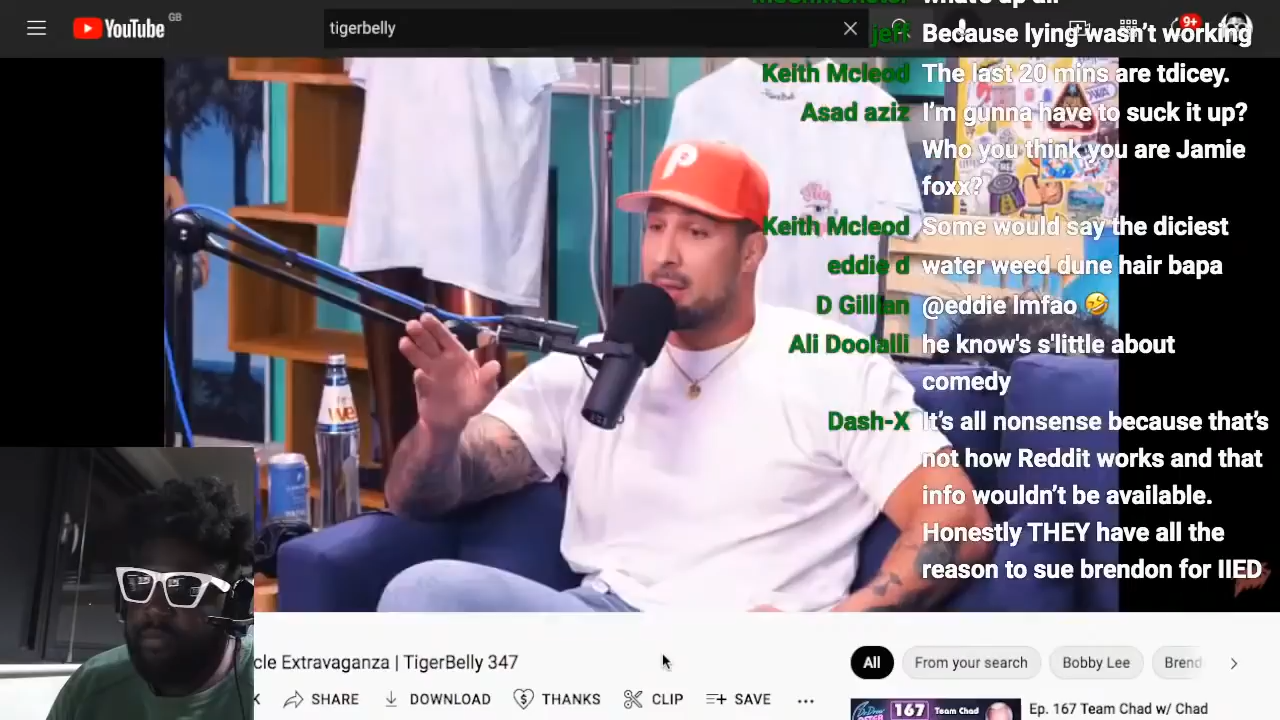 YouTube GB
tigerbelly
9+
jeff Because lying wasn't working
Keith Mcleod The last 20 mins are tdicey.
Asad aziz I'm gunna have to suck it up?
Who you think you are Jamie
foxx?
Keith Mcleod Some would say the diciest
eddie d water weed dune hair bapa
D Gillian @eddie lmfao 🤣
Ali Doolalli he know's s'little about
comedy
Dash-X It's all nonsense because that's
not how Reddit works and that
info wouldn't be available.
Honestly THEY have all the
reason to sue brendon for IIED
P
cle Extravaganza | TigerBelly 347
SHARE DOWNLOAD THANKS CLIP SAVE
All From your search Bobby Lee Brend
167 Team Chad
Ep. 167 Team Chad w/ Chad